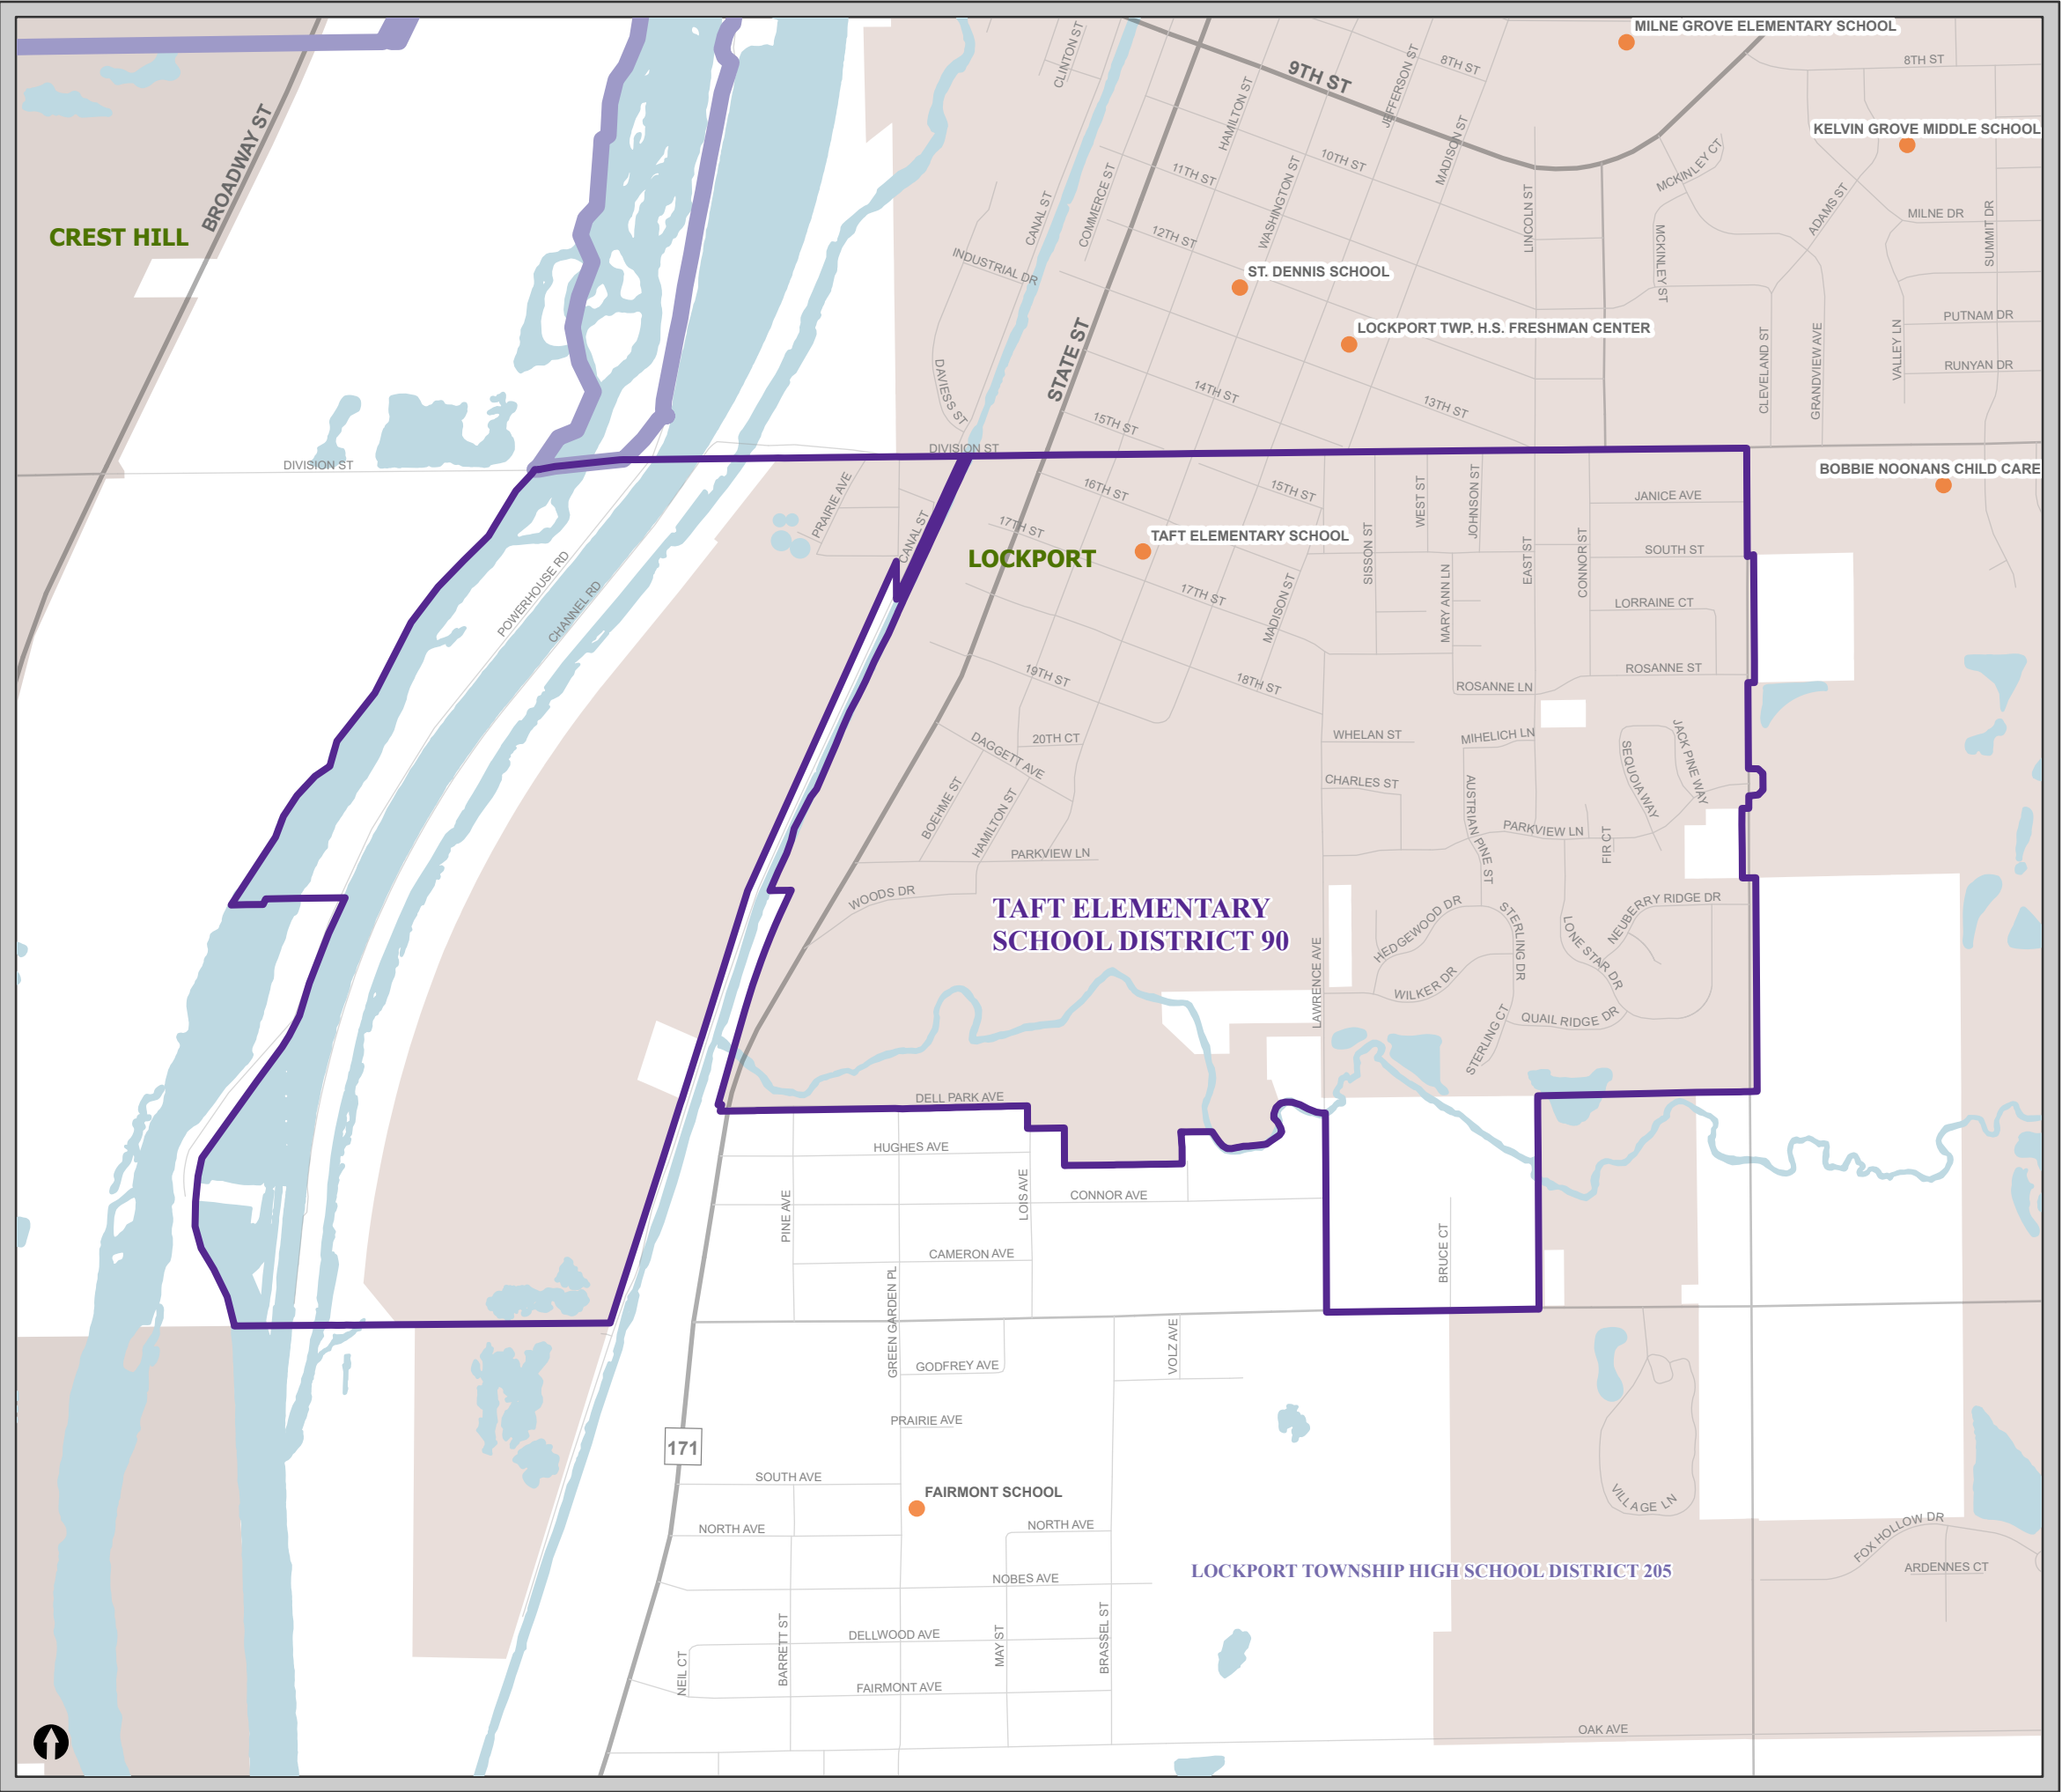 MILNE GROVE ELEMENTARY SCHOOL
CLINTON ST
9TH ST
8TH ST
8TH ST
JEFFERSON ST
HAMILTON ST
BROADWAY ST
KELVIN GROVE MIDDLE SCHOOL
MADISON ST
10TH ST
11TH ST
MCKINLEY CT
CREST HILL
CANAL ST
COMMERCE ST
WASHINGTON ST
LINCOLN ST
ADAMS ST
MILNE DR
SUMMIT DR
12TH ST
MCKINLEY ST
INDUSTRIAL DR
ST. DENNIS SCHOOL
LOCKPORT TWP. H.S. FRESHMAN CENTER
PUTNAM DR
STATE ST
CLEVELAND ST
GRANDVIEW AVE
VALLEY LN
RUNYAN DR
DAVIESS ST
14TH ST
13TH ST
15TH ST
DIVISION ST
DIVISION ST
BOBBIE NOONANS CHILD CARE
PRAIRIE AVE
16TH ST
15TH ST
WEST ST
JOHNSON ST
JANICE AVE
CANAL ST
17TH ST
TAFT ELEMENTARY SCHOOL
SISSON ST
EAST ST
CONNOR ST
SOUTH ST
LOCKPORT
POWERHOUSE RD
CHANNEL RD
17TH ST
MADISON ST
MARY ANN LN
LORRAINE CT
19TH ST
18TH ST
ROSANNE LN
ROSANNE ST
DAGGETT AVE
20TH CT
WHELAN ST
MIHELICH LN
SEQUOIA WAY
JACK PINE WAY
CHARLES ST
BOEHME ST
HAMILTON ST
AUSTRIAN PINE ST
PARKVIEW LN
FIR CT
PARKVIEW LN
WOODS DR
TAFT ELEMENTARY
SCHOOL DISTRICT 90
HEDGEWOOD DR
STERLING DR
LONE STAR DR
NEUBERRY RIDGE DR
LAWRENCE AVE
WILKER DR
QUAIL RIDGE DR
STERLING CT
DELL PARK AVE
HUGHES AVE
LOIS AVE
CONNOR AVE
PINE AVE
CAMERON AVE
BRUCE CT
GREEN GARDEN PL
VOLZ AVE
GODFREY AVE
PRAIRIE AVE
171
SOUTH AVE
FAIRMONT SCHOOL
VILLAGE LN
NORTH AVE
NORTH AVE
FOX HOLLOW DR
LOCKPORT TOWNSHIP HIGH SCHOOL DISTRICT 205
ARDENNES CT
NOBES AVE
BARRETT ST
DELLWOOD AVE
MAY ST
BRASSEL ST
NEIL CT
FAIRMONT AVE
OAK AVE